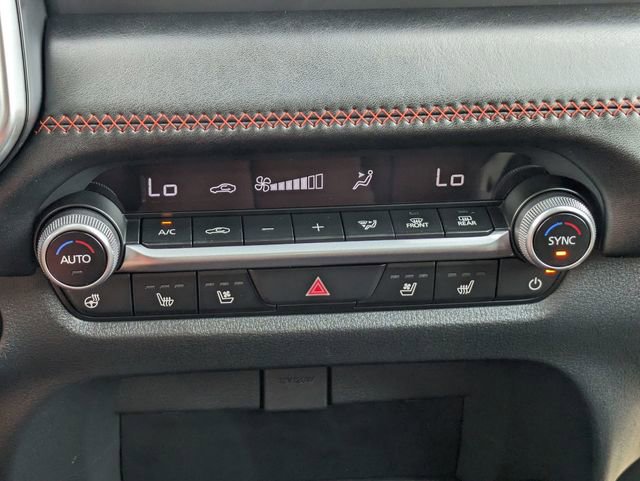 Lo Lo
A/C - + FRONT REAR
AUTO SYNC